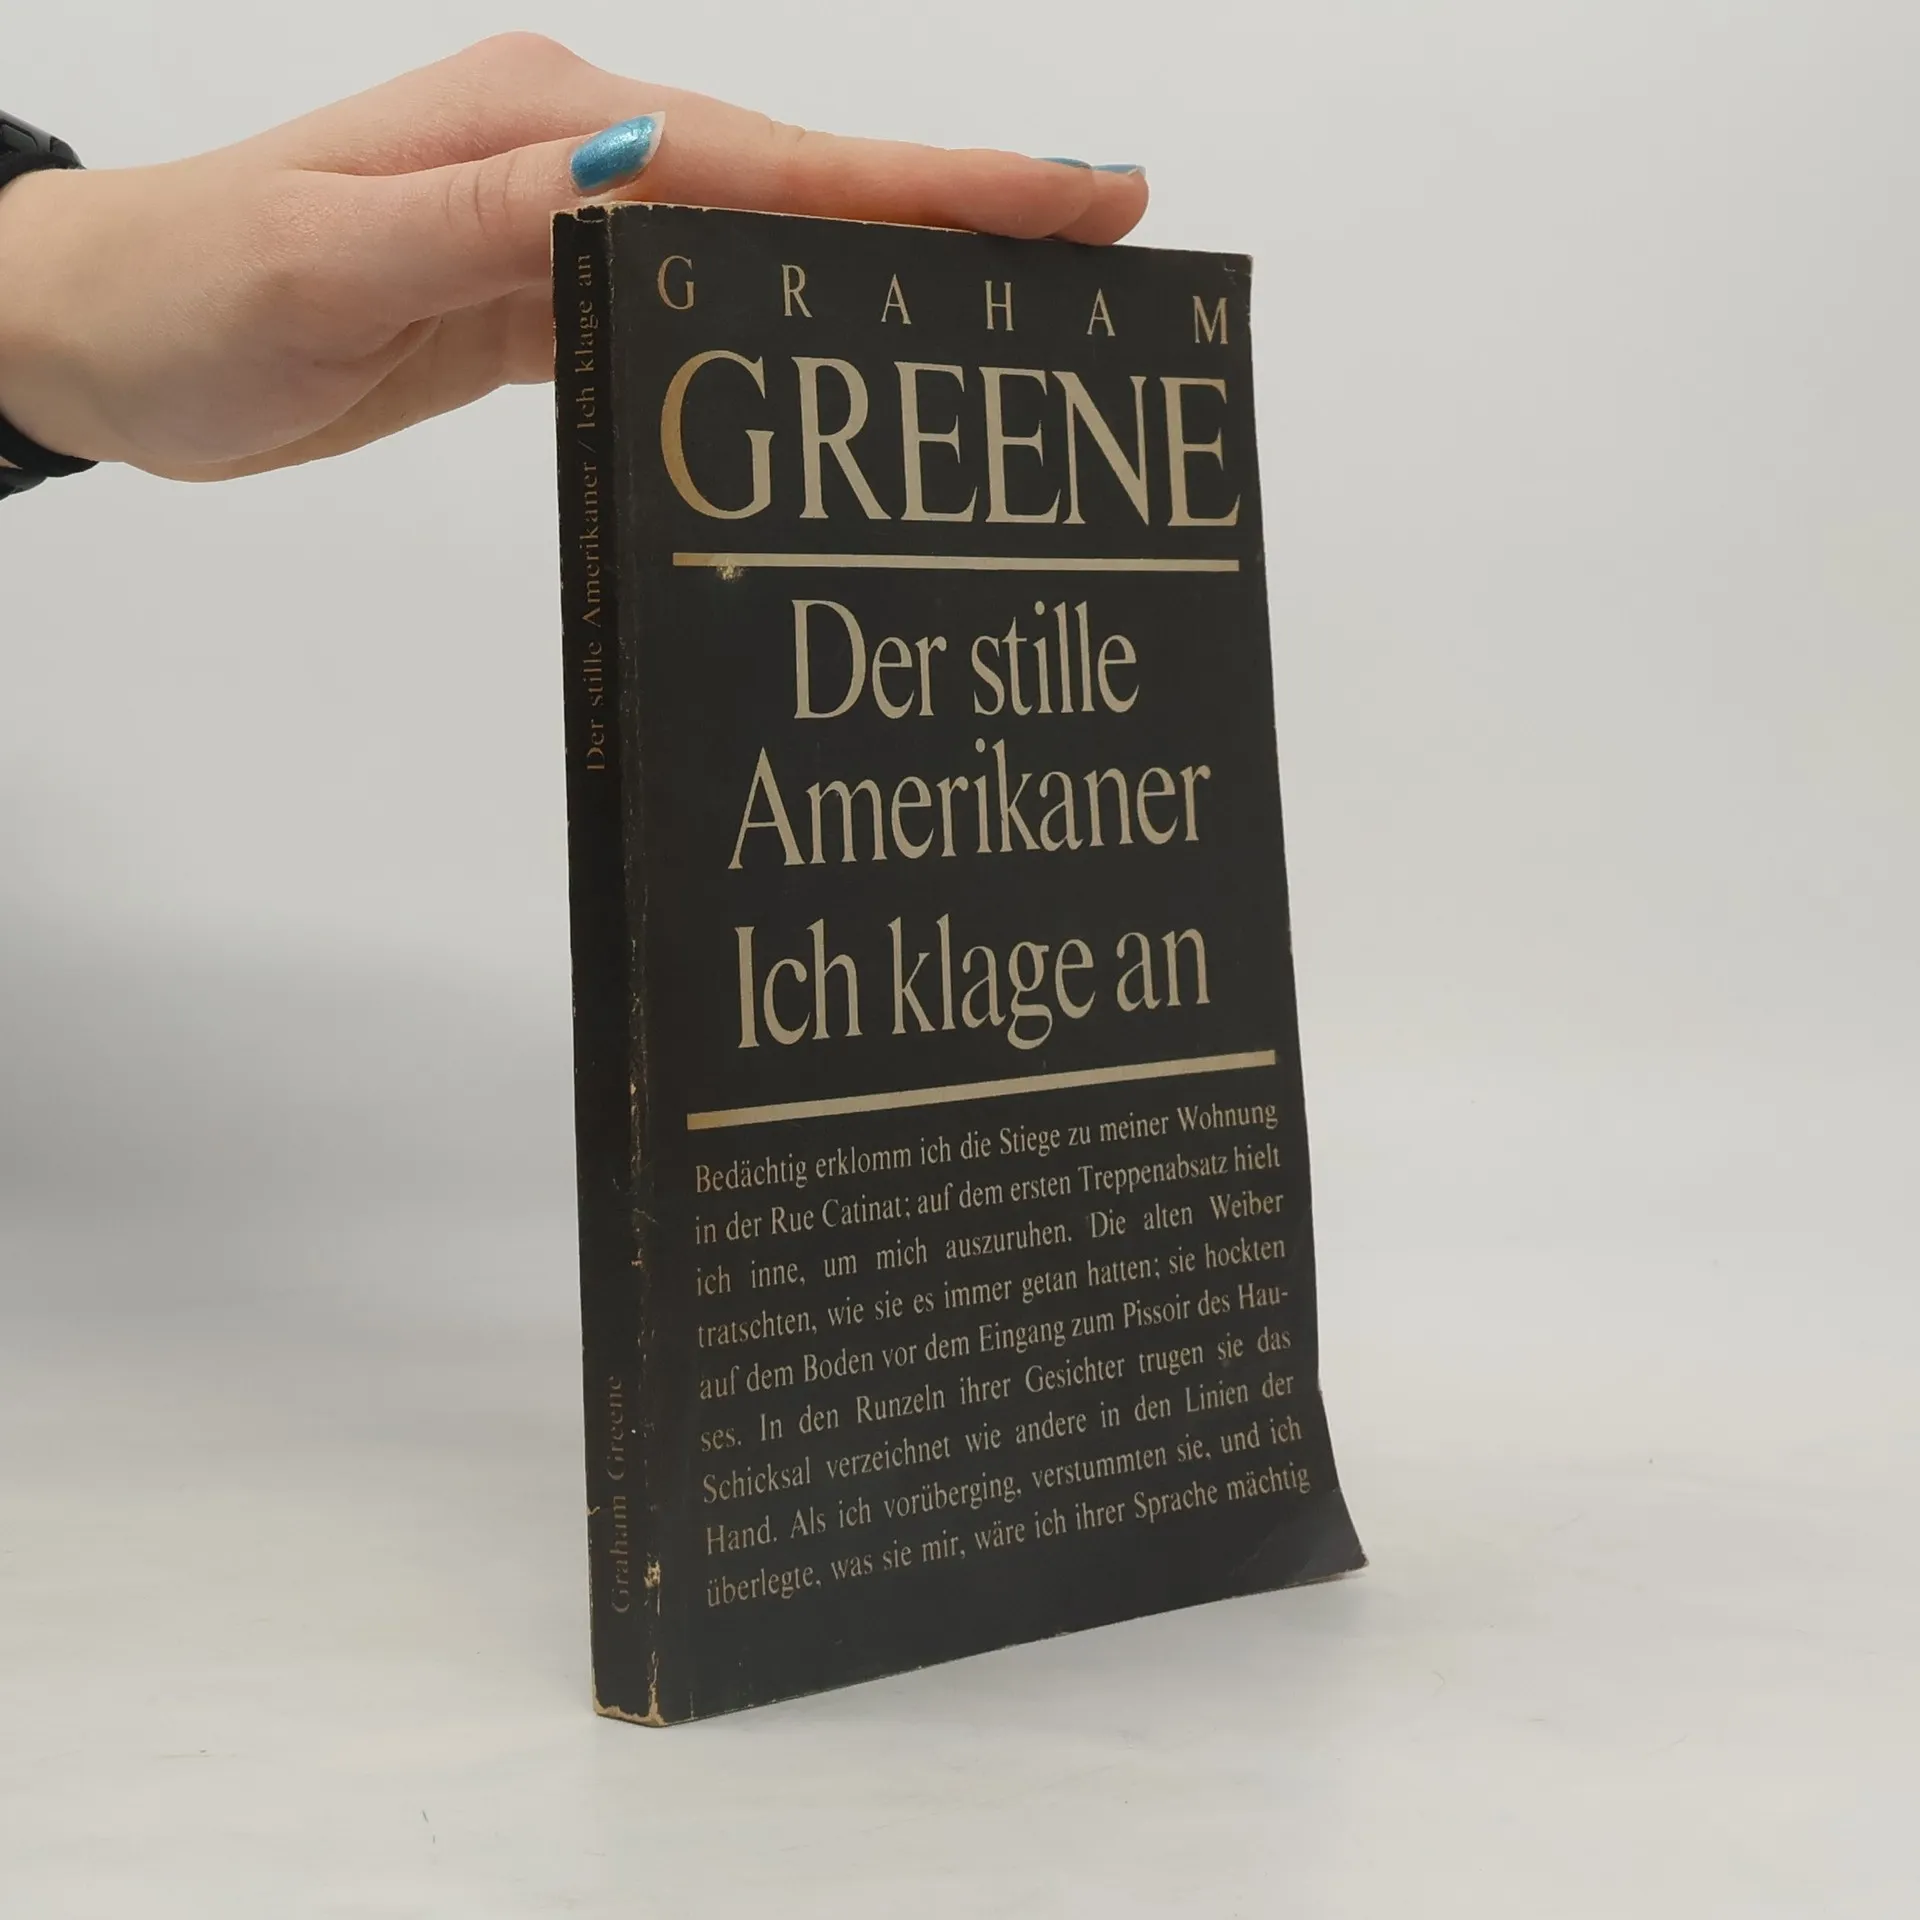 GRAHAM
GREENE
Der stille
Amerikaner
Ich klage an
Bedächtig erklomm ich die Stiege zu meiner Wohnung
in der Rue Catinat; auf dem ersten Treppenabsatz hielt
ich inne, um mich auszuruhen. Die alten Weiber
tratschten, wie sie es immer getan hatten; sie hockten
auf dem Boden vor dem Eingang zum Pissoir des Hau-
ses. In den Runzeln ihrer Gesichter trugen sie das
Schicksal verzeichnet wie andere in den Linien der
Hand. Als ich vorüberging, verstummten sie, und ich
überlegte, was sie mir, wäre ich ihrer Sprache mächtig
Graham Greene
Der stille Amerikaner / Ich klage an